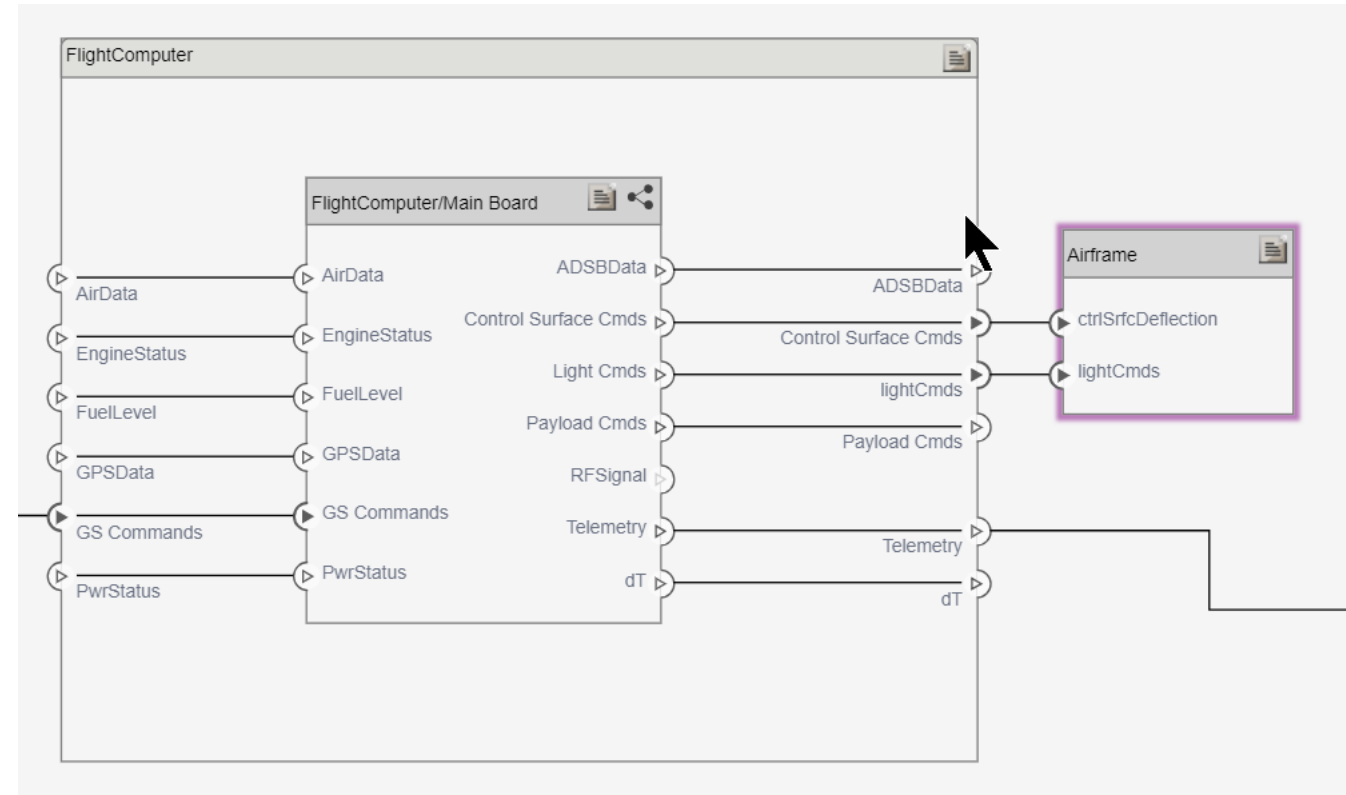 FlightComputer
FlightComputer/Main Board
AirData
EngineStatus
FuelLevel
GPSData
GS Commands
PwrStatus
AirData
EngineStatus
FuelLevel
GPSData
GS Commands
PwrStatus
ADSBData
Control Surface Cmds
Light Cmds
Payload Cmds
RFSignal
Telemetry
dT
ADSBData
Control Surface Cmds
lightCmds
Payload Cmds
Telemetry
dT
Airframe
ctrlSrfcDeflection
lightCmds